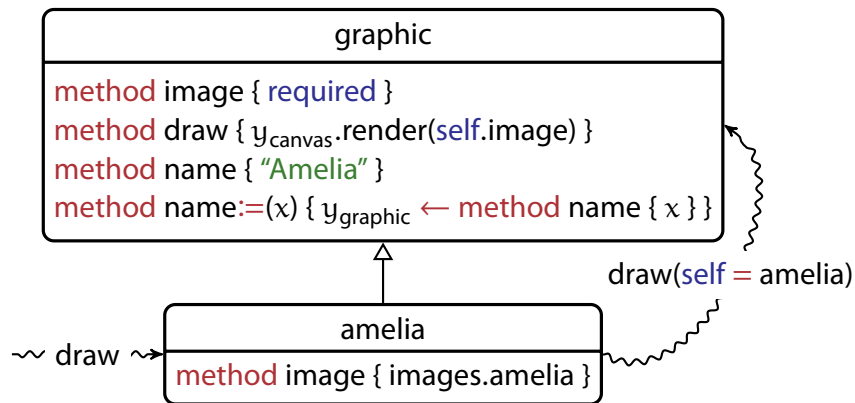 graphic
method image { required }
method draw { y_canvas.render(self.image) }
method name { “Amelia” }
method name:=(x) { y_graphic ← method name { x } }
draw(self = amelia)
amelia
draw
method image { images.amelia }